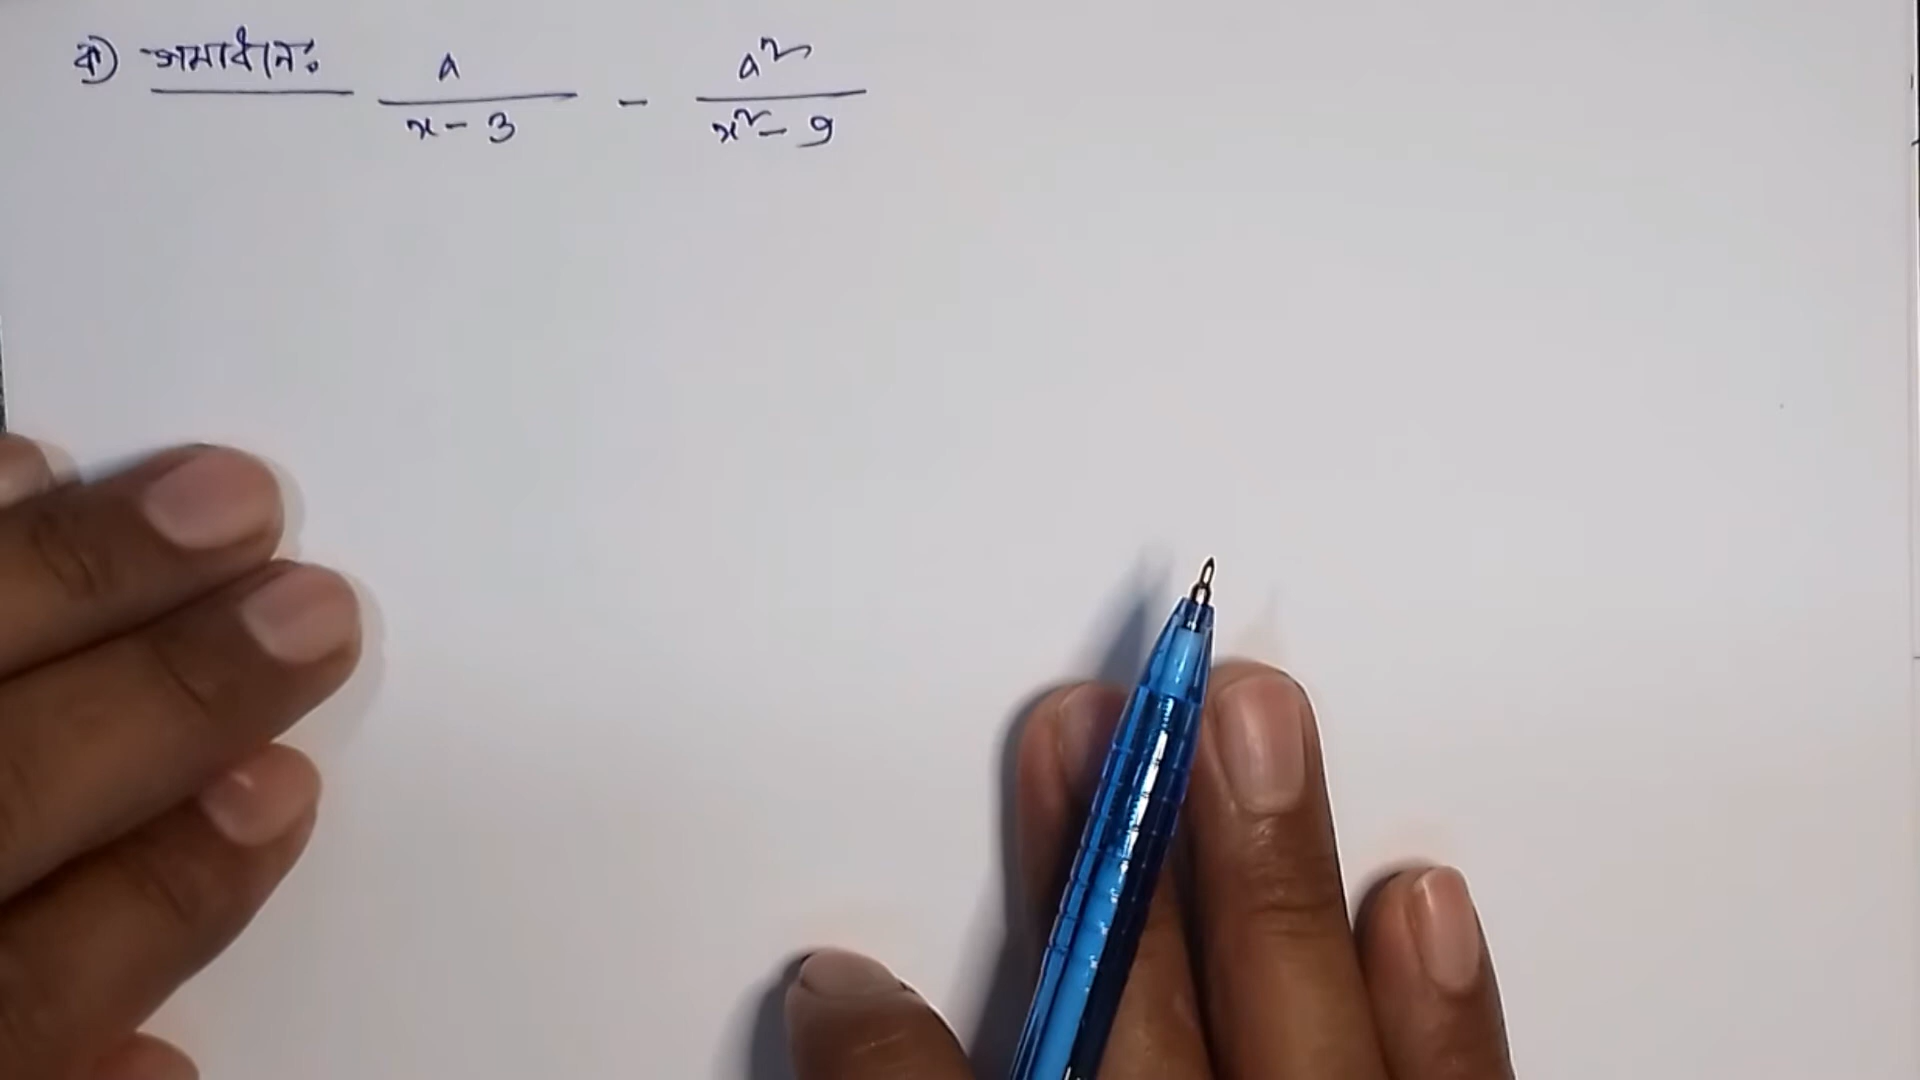 ক) সমাধান: a/(x - 3) - a²/(x² - 9)